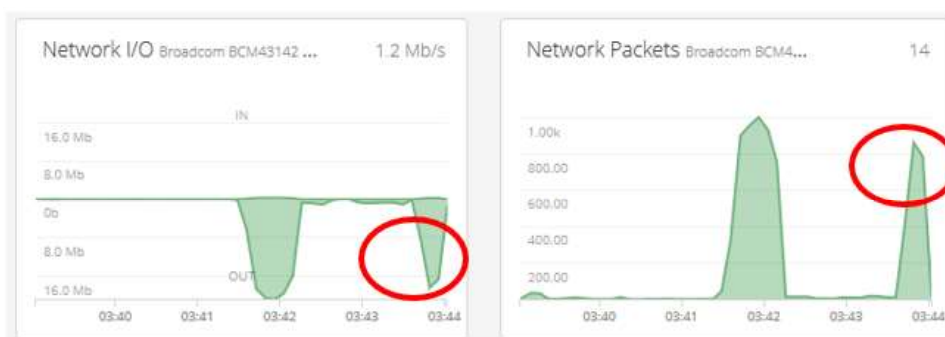 Network I/O Broadcom BCM43142 ... 1.2 Mb/s
IN
16.0 Mb
8.0 Mb
0b
8.0 Mb
OUT
16.0 Mb
03:40 03:41 03:42 03:43 03:44
Network Packets Broadcom BCM4... 14
1.00k
800.00
600.00
400.00
200.00
03:40 03:41 03:42 03:43 03:44